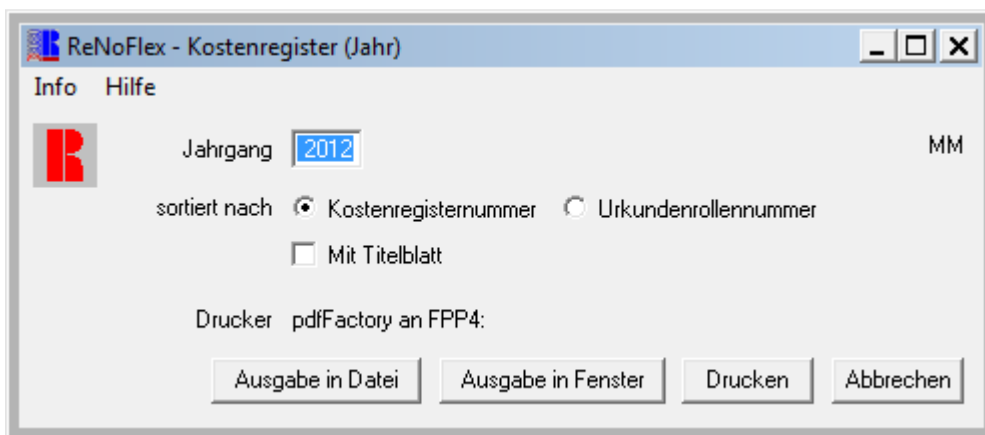 ReNoFlex - Kostenregister (Jahr)
Info Hilfe
Jahrgang 2012 MM
sortiert nach Kostenregisternummer Urkundenrollennummer
Mit Titelblatt
Drucker pdfFactory an FPP4:
Ausgabe in Datei Ausgabe in Fenster Drucken Abbrechen